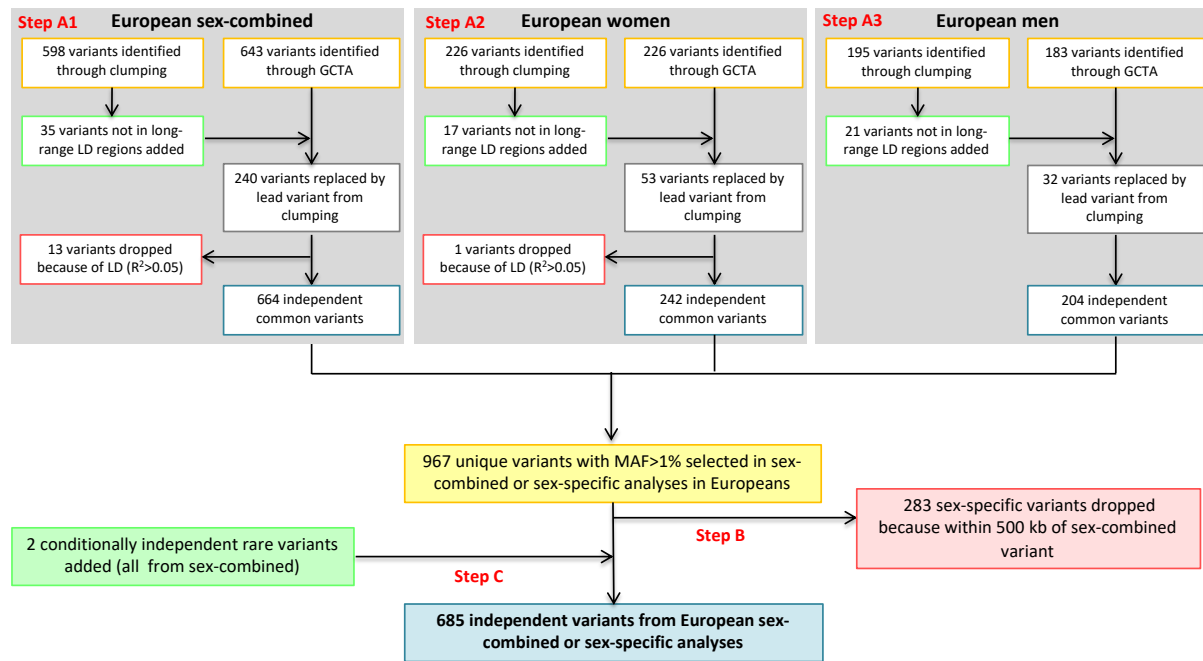 Step A1
European sex-combined
598 variants identified
through clumping
643 variants identified
through GCTA
35 variants not in long-
range LD regions added
240 variants replaced by
lead variant from
clumping
13 variants dropped
because of LD (R²>0.05)
664 independent
common variants
Step A2
European women
226 variants identified
through clumping
226 variants identified
through GCTA
17 variants not in long-
range LD regions added
53 variants replaced by
lead variant from
clumping
1 variants dropped
because of LD (R²>0.05)
242 independent
common variants
Step A3
European men
195 variants identified
through clumping
183 variants identified
through GCTA
21 variants not in long-
range LD regions added
32 variants replaced by
lead variant from
clumping
204 independent
common variants
967 unique variants with MAF>1% selected in sex-
combined or sex-specific analyses in Europeans
283 sex-specific variants dropped
because within 500 kb of sex-combined
variant
Step B
2 conditionally independent rare variants
added (all from sex-combined)
Step C
685 independent variants from European sex-
combined or sex-specific analyses